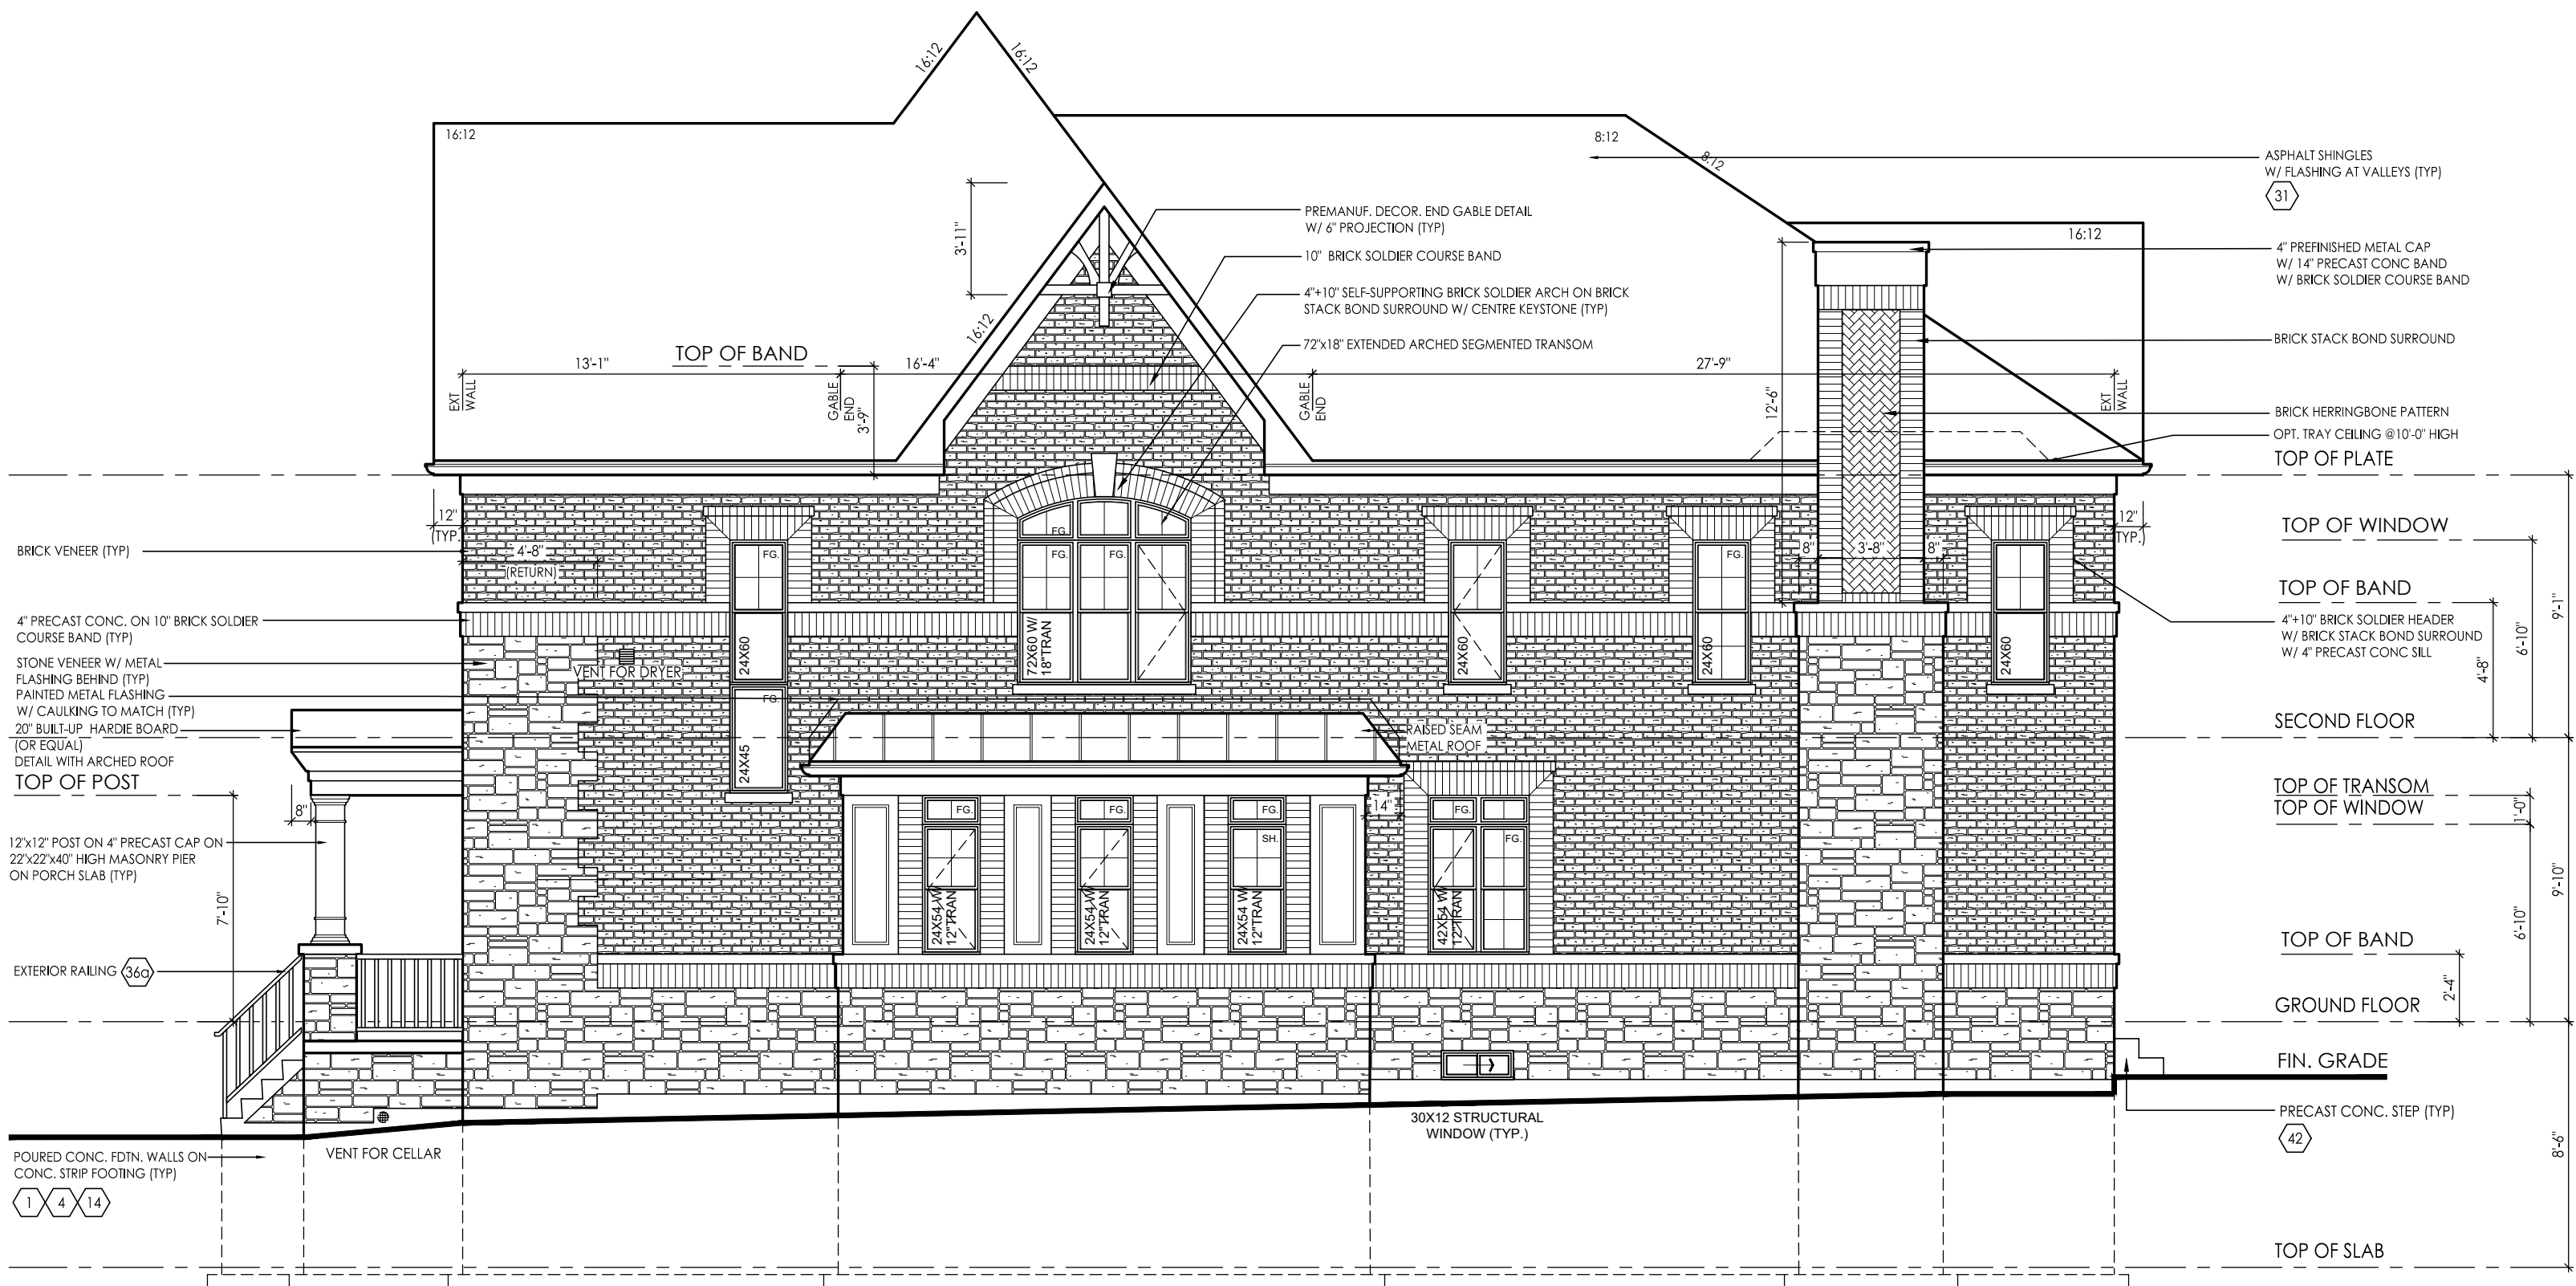 16:12
16:12
16:12
8:12
8:12
16:12
16:12
ASPHALT SHINGLES
W/ FLASHING AT VALLEYS (TYP)
31
PREMANUF. DECOR. END GABLE DETAIL
W/ 6" PROJECTION (TYP)
10" BRICK SOLDIER COURSE BAND
4"+10" SELF-SUPPORTING BRICK SOLDIER ARCH ON BRICK
STACK BOND SURROUND W/ CENTRE KEYSTONE (TYP)
72"x18" EXTENDED ARCHED SEGMENTED TRANSOM
4" PREFINISHED METAL CAP
W/ 14" PRECAST CONC BAND
W/ BRICK SOLDIER COURSE BAND
BRICK STACK BOND SURROUND
BRICK HERRINGBONE PATTERN
OPT. TRAY CEILING @10'-0" HIGH
3'-11"
TOP OF BAND
13'-1"
16'-4"
27'-9"
EXT
WALL
GABLE
END
3'-9"
GABLE
END
12'-6"
EXT
WALL
TOP OF PLATE
TOP OF WINDOW
TOP OF BAND
4"+10" BRICK SOLDIER HEADER
W/ BRICK STACK BOND SURROUND
W/ 4" PRECAST CONC SILL
SECOND FLOOR
TOP OF TRANSOM
TOP OF WINDOW
TOP OF BAND
GROUND FLOOR
FIN. GRADE
PRECAST CONC. STEP (TYP)
42
TOP OF SLAB
9'-1"
6'-10"
4'-8"
1'-0"
9'-10"
6'-10"
2'-4"
8'-6"
12"
(TYP.)
12"
(TYP.)
BRICK VENEER (TYP)
4'-8"
(RETURN)
4" PRECAST CONC. ON 10" BRICK SOLDIER
COURSE BAND (TYP)
STONE VENEER W/ METAL
FLASHING BEHIND (TYP)
PAINTED METAL FLASHING
W/ CAULKING TO MATCH (TYP)
20" BUILT-UP HARDIE BOARD
(OR EQUAL)
DETAIL WITH ARCHED ROOF
TOP OF POST
8"
12"x12" POST ON 4" PRECAST CAP ON
22"x22"x40" HIGH MASONRY PIER
ON PORCH SLAB (TYP)
7'-10"
EXTERIOR RAILING 36a
POURED CONC. FDTN. WALLS ON
CONC. STRIP FOOTING (TYP)
1 4 14
VENT FOR CELLAR
VENT FOR DRYER
FG.
24X60
FG.
24X45
FG.
FG.
FG.
72X60 W/
18"TRAN
24X60
FG.
24X60
24X60
8"
3'-8"
8"
RAISED SEAM
METAL ROOF
14"
FG.
24X54 W
12"TRAN
FG.
24X54 W
12"TRAN
FG.
SH.
24X54 W
12"TRAN
FG.
FG.
42X54 W
12"TRAN
30X12 STRUCTURAL
WINDOW (TYP.)